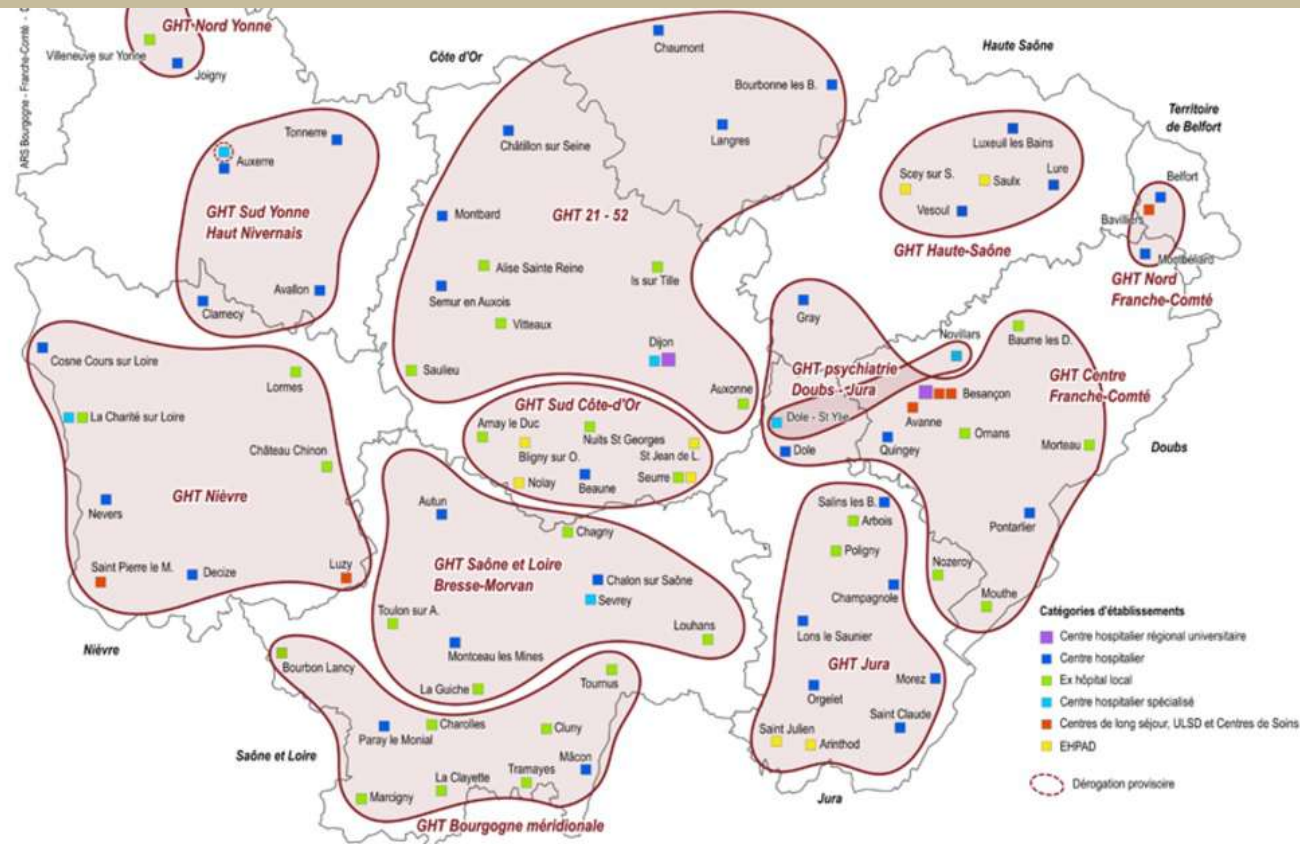 ARS Bourgogne - Franche-Comté -
GHT Nord Yonne
Villeneuve sur Yonne
Joigny
Côte d'Or
Chaumont
Haute Saône
Bourbonne les B.
Territoire
de Belfort
Tonnerre
Auxerre
Châtillon sur Seine
Langres
Luxeuil les Bains
Scey sur S.
Saulx
Lure
Vesoul
Belfort
Bavilliers
Montbéliard
GHT Sud Yonne
Haut Nivernais
Montbard
GHT 21 - 52
GHT Haute-Saône
GHT Nord
Franche-Comté
Alise Sainte Reine
Is sur Tille
Semur en Auxois
Avallon
Clamecy
Vitteaux
Gray
Novillars
Baume les D.
Cosne Cours sur Loire
Lormes
Saulieu
Dijon
Auxonne
GHT psychiatrie
Doubs - Jura
GHT Centre
Franche-Comté
Besançon
Avanne
La Charité sur Loire
GHT Sud Côte-d'Or
Arnay le Duc
Nuits St Georges
Bligny sur O.
St Jean de L.
Dole - St Ylie
Dole
Quingey
Ornans
Morteau
Doubs
Château Chinon
Nolay
Beaune
Seurre
GHT Nièvre
Nevers
Autun
Chagny
Salins les B.
Arbois
Poligny
Pontarlier
Saint Pierre le M.
Decize
Luzy
GHT Saône et Loire
Bresse-Morvan
Chalon sur Saône
Sevrey
Champagnole
Nozeroy
Mouthe
Toulon sur A.
Louhans
Lons le Saunier
Nièvre
Bourbon Lancy
Montceau les Mines
GHT Jura
La Guiche
Tournus
Orgelet
Morez
Saint Claude
Charolles
Cluny
Paray le Monial
Saint Julien
Arinthod
Saône et Loire
La Clayette
Tramayes
Mâcon
Marcigny
GHT Bourgogne méridionale
Jura
Catégories d'établissements
Centre hospitalier régional universitaire
Centre hospitalier
Ex hôpital local
Centre hospitalier spécialisé
Centres de long séjour, ULSD et Centres de Soins
EHPAD
Dérogation provisoire